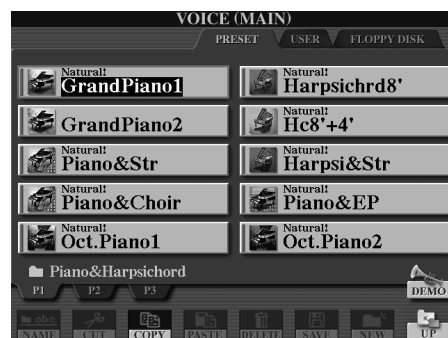 VOICE (MAIN)
PRESET USER FLOPPY DISK
Natural!
GrandPiano1
Natural!
Harpsichrd8'
GrandPiano2
Natural!
Hc8'+4'
Natural!
Piano&Str
Natural!
Harpsi&Str
Natural!
Piano&Choir
Natural!
Piano&EP
Natural!
Oct.Piano1
Natural!
Oct.Piano2
Piano&Harpsichord
P1 P2 P3
DEMO
abc
NAME CUT COPY PASTE DELETE SAVE NEW UP